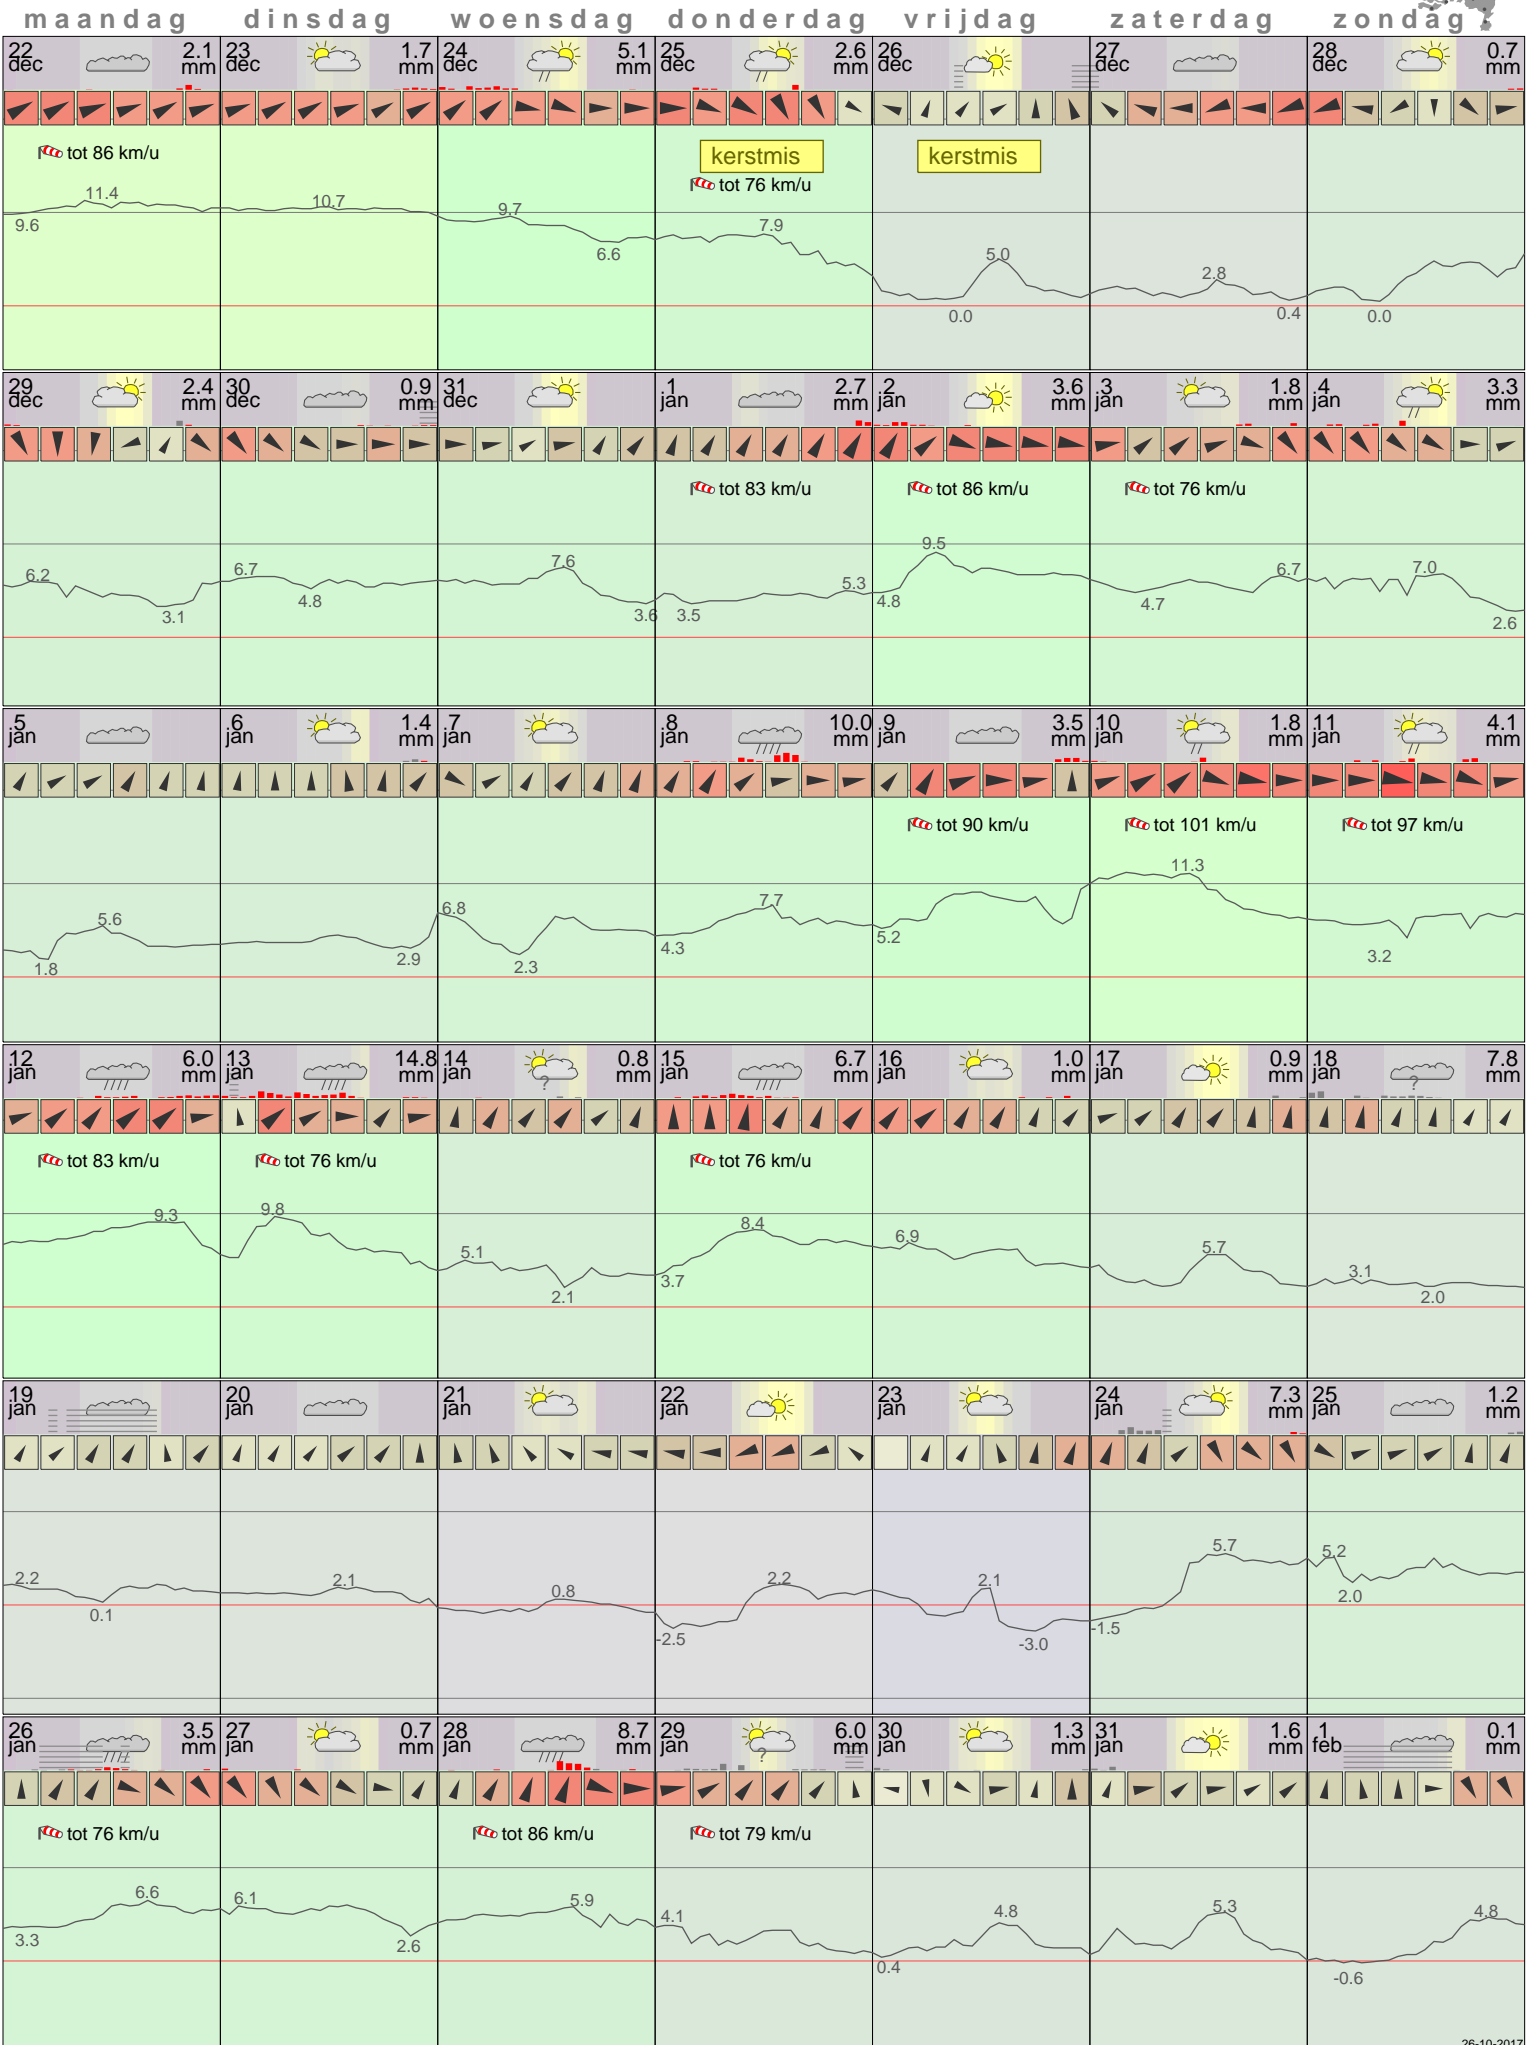 maandag dinsdag woensdag donderdag vrijdag zaterdag zondag
22 dec 2.1 mm
23 dec 1.7 mm
24 dec 5.1 mm
25 dec 2.6 mm
26 dec
27 dec
28 dec 0.7 mm
kerstmis kerstmis
tot 86 km/u
tot 76 km/u
9.6 11.4 10.7 9.7 6.6 7.9 0.0 5.0 2.8 0.4 0.0
29 dec 2.4 mm
30 dec 0.9 mm
31 dec
1 jan 2.7 mm
2 jan 3.6 mm
3 jan 1.8 mm
4 jan 3.3 mm
tot 83 km/u tot 86 km/u tot 76 km/u
6.2 3.1 6.7 4.8 7.6 3.6 3.5 5.3 4.8 9.5 4.7 6.7 7.0 2.6
5 jan
6 jan 1.4 mm
7 jan
8 jan 10.0
9 jan 3.5 mm
10 jan 1.8 mm
11 jan 4.1 mm
tot 90 km/u tot 101 km/u tot 97 km/u
1.8 5.6 2.9 6.8 2.3 4.3 7.7 5.2 11.3 3.2
12 jan 6.0 mm
13 jan 14.8 mm
14 jan ? 0.8 mm
15 jan 6.7 mm
16 jan 1.0 mm
17 jan 0.9 mm
18 jan ? 7.8 mm
tot 83 km/u tot 76 km/u tot 76 km/u
9.3 9.8 5.1 2.1 3.7 8.4 6.9 5.7 3.1 2.0
19 jan
20 jan
21 jan
22 jan
23 jan
24 jan 7.3 mm
25 jan 1.2 mm
2.2 0.1 2.1 0.8 -2.5 2.2 2.1 -3.0 -1.5 5.7 5.2 2.0
26 jan 3.5 mm
27 jan 0.7 mm
28 jan 8.7 mm
29 jan ? 6.0 mm
30 jan 1.3 mm
31 jan 1.6 mm
1 feb 0.1 mm
tot 76 km/u tot 86 km/u tot 79 km/u
3.3 6.6 6.1 2.6 5.9 4.1 0.4 4.8 5.3 -0.6 4.8
26-10-2017